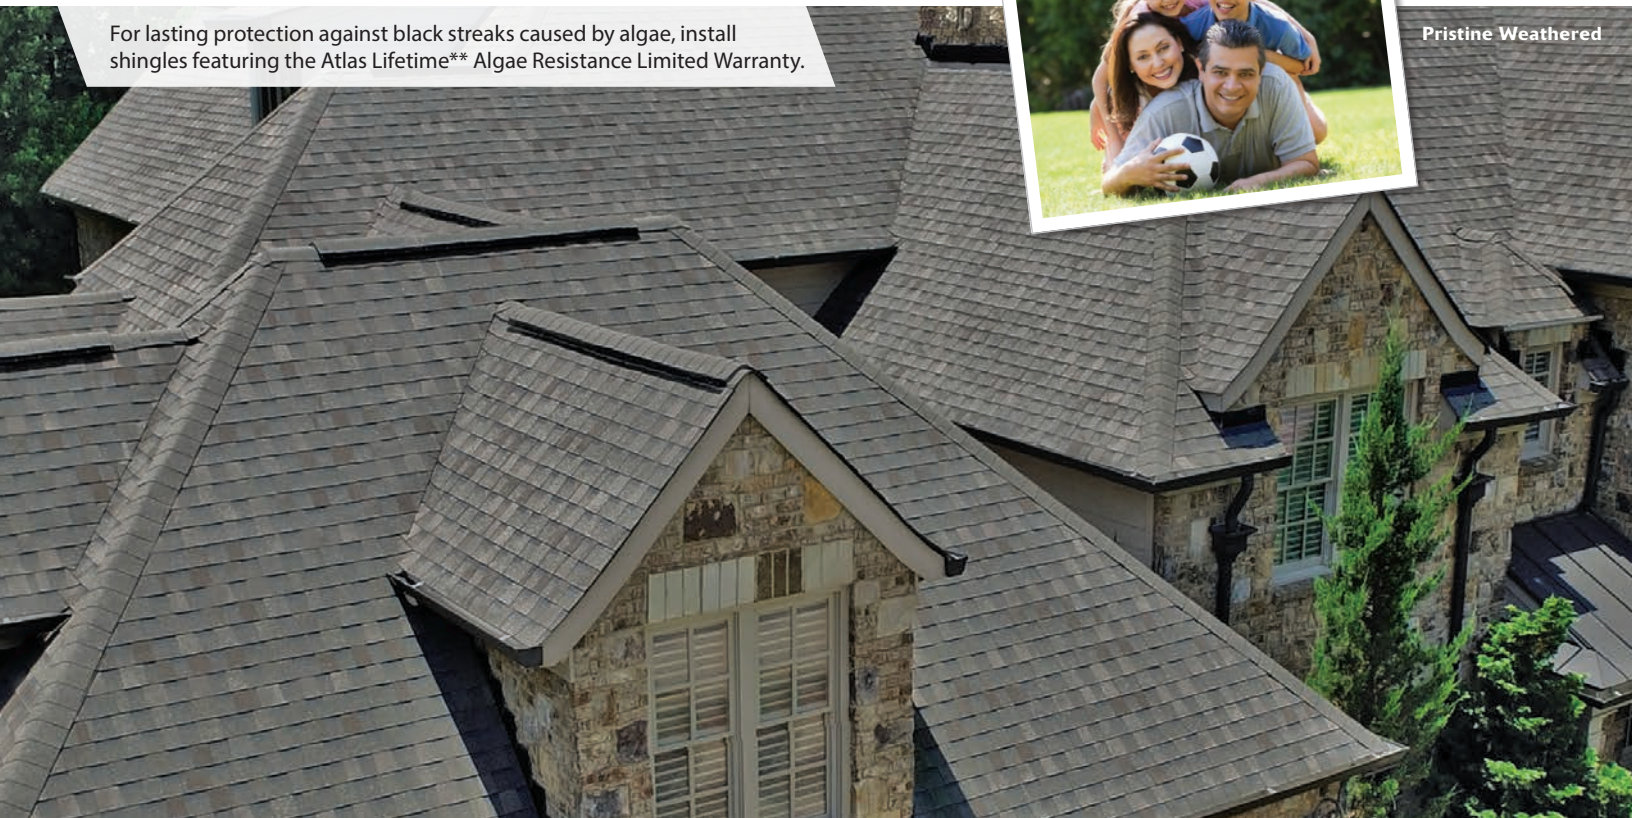 For lasting protection against black streaks caused by algae, install
shingles featuring the Atlas Lifetime** Algae Resistance Limited Warranty.
Pristine Weathered